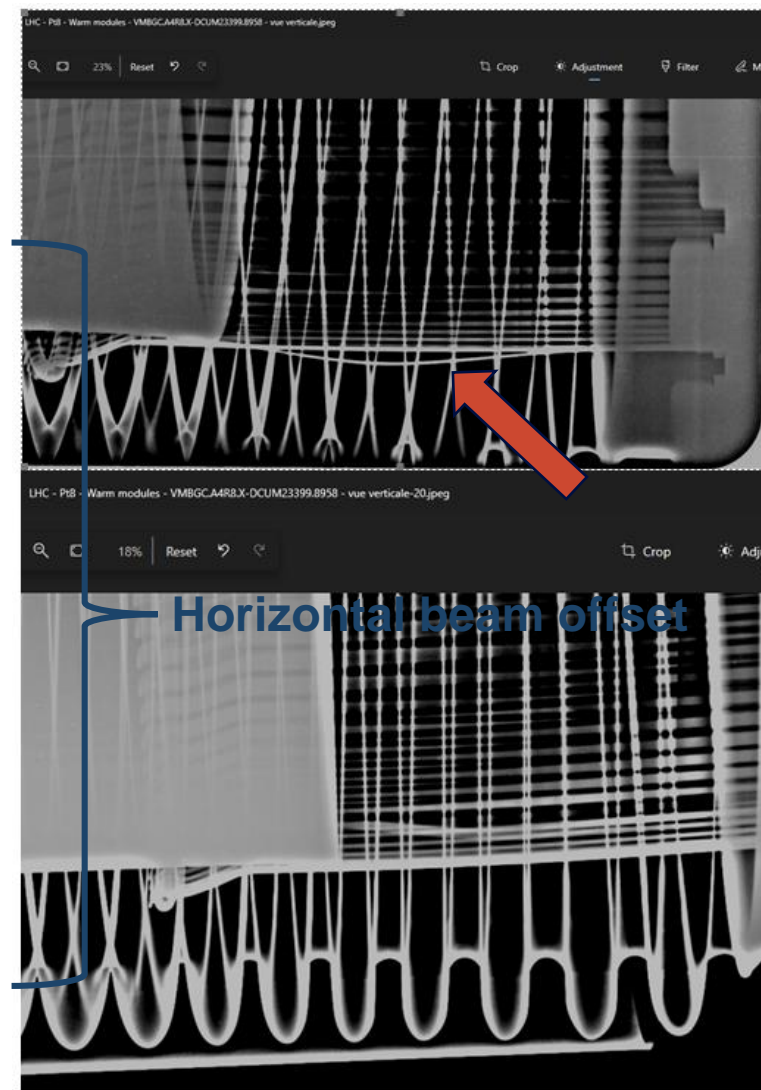 LHC - Pt8 - Warm modules - VMBGC.A4R8.X-DCUM23399.8958 - vue verticale.jpeg
23% Reset Crop Adjustment Filter M
LHC - Pt8 - Warm modules - VMBGC.A4R8.X-DCUM23399.8958 - vue verticale-20.jpeg
18% Reset Crop Adj
Horizontal beam offset